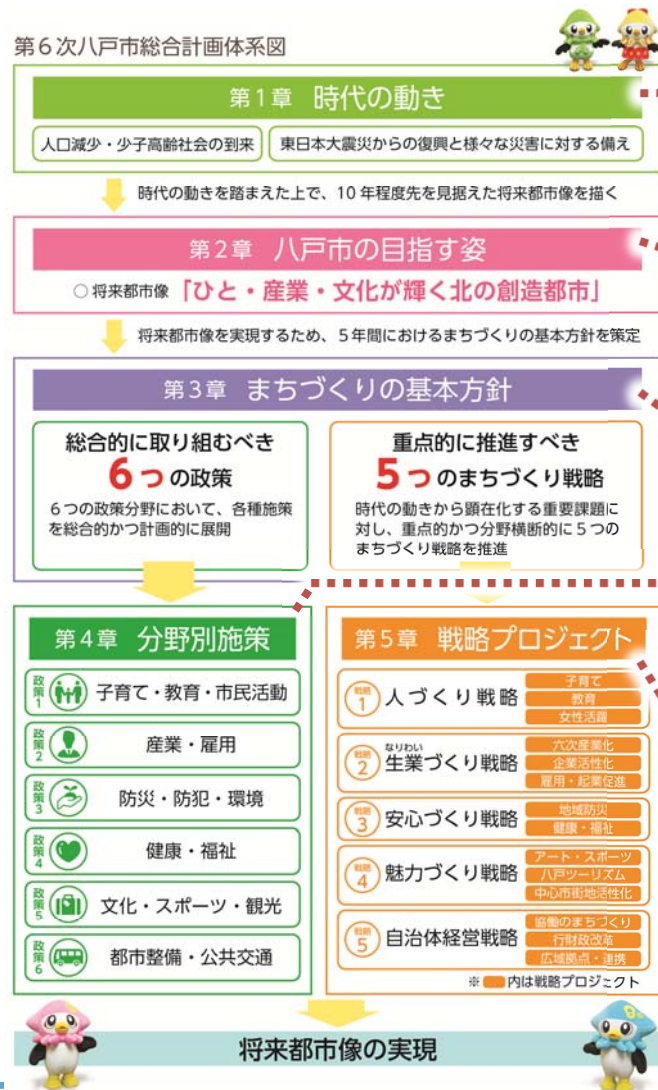 第6次八戸市総合計画体系図
第1章 時代の動き
人口減少・少子高齢社会の到来
東日本大震災からの復興と様々な災害に対する備え
時代の動きを踏まえた上で、10年程度先を見据えた将来都市像を描く
第2章 八戸市の目指す姿
○将来都市像「ひと・産業・文化が輝く北の創造都市」
将来都市像を実現するため、5年間におけるまちづくりの基本方針を策定
第3章 まちづくりの基本方針
総合的に取り組むべき
6つの政策
6つの政策分野において、各種施策
を総合的かつ計画的に展開
重点的に推進すべき
5つのまちづくり戦略
時代の動きから顕在化する重要課題に
対し、重点的かつ分野横断的に5つの
まちづくり戦略を推進
第4章 分野別施策
政策1 子育て・教育・市民活動
政策2 産業・雇用
政策3 防災・防犯・環境
政策4 健康・福祉
政策5 文化・スポーツ・観光
政策6 都市整備・公共交通
第5章 戦略プロジェクト
戦略1 人づくり戦略
子育て
教育
女性活躍
なりわい
戦略2 生業づくり戦略
六次産業化
企業活性化
雇用・起業促進
戦略3 安心づくり戦略
地域防災
健康・福祉
戦略4 魅力づくり戦略
アート・スポーツ
八戸ツーリズム
中心市街地活性化
戦略5 自治体経営戦略
協働のまちづくり
行財政改革
広域拠点・連携
※ 内は戦略プロジェクト
将来都市像の実現